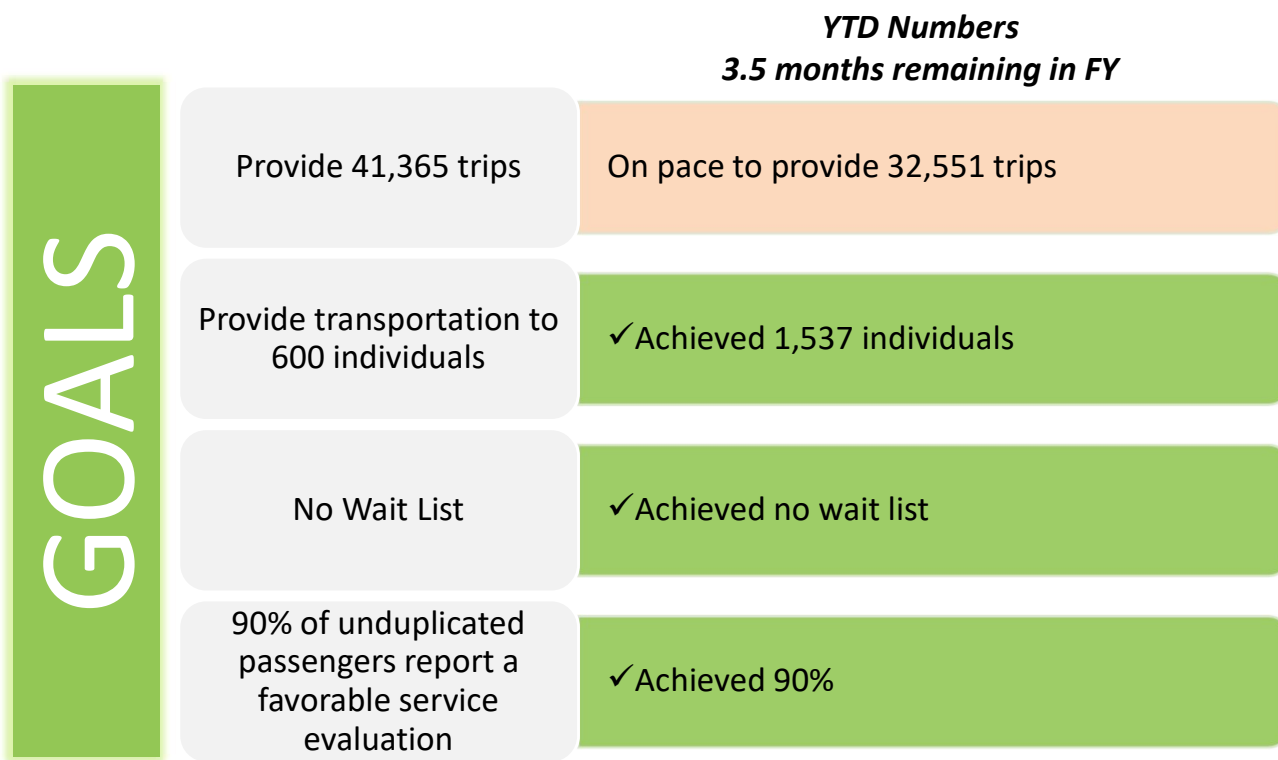 YTD Numbers
3.5 months remaining in FY
GOALS
Provide 41,365 trips
On pace to provide 32,551 trips
Provide transportation to
600 individuals
✓Achieved 1,537 individuals
No Wait List
✓Achieved no wait list
90% of unduplicated
passengers report a
favorable service
evaluation
✓Achieved 90%